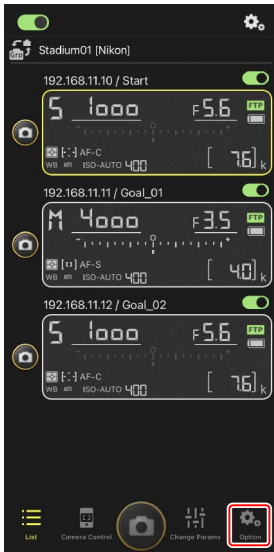 Grp Stadium01 [Nikon]
192.168.11.10 / Start
S 1000 F5.6 FTP
AF-C
WB ISO-AUTO 400 [ 7.6] k
192.168.11.11 / Goal_01
M 4000 F3.5 FTP
AF-S
WB ISO-AUTO 400 [ 4.0] k
192.168.11.12 / Goal_02
S 1000 F5.6 FTP
AF-C
WB ISO-AUTO 400 [ 7.6] k
List Camera Control Change Params Option